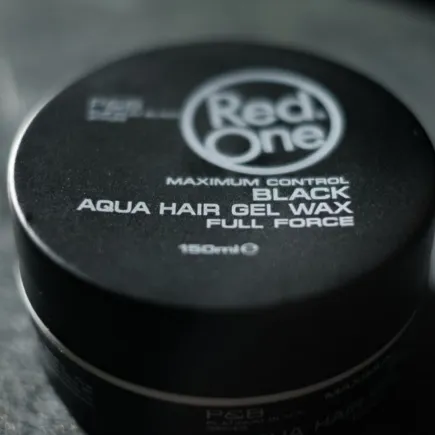 Red
One
MAXIMUM CONTROL
BLACK
AQUA HAIR GEL WAX
FULL FORCE
150ml e
P&B